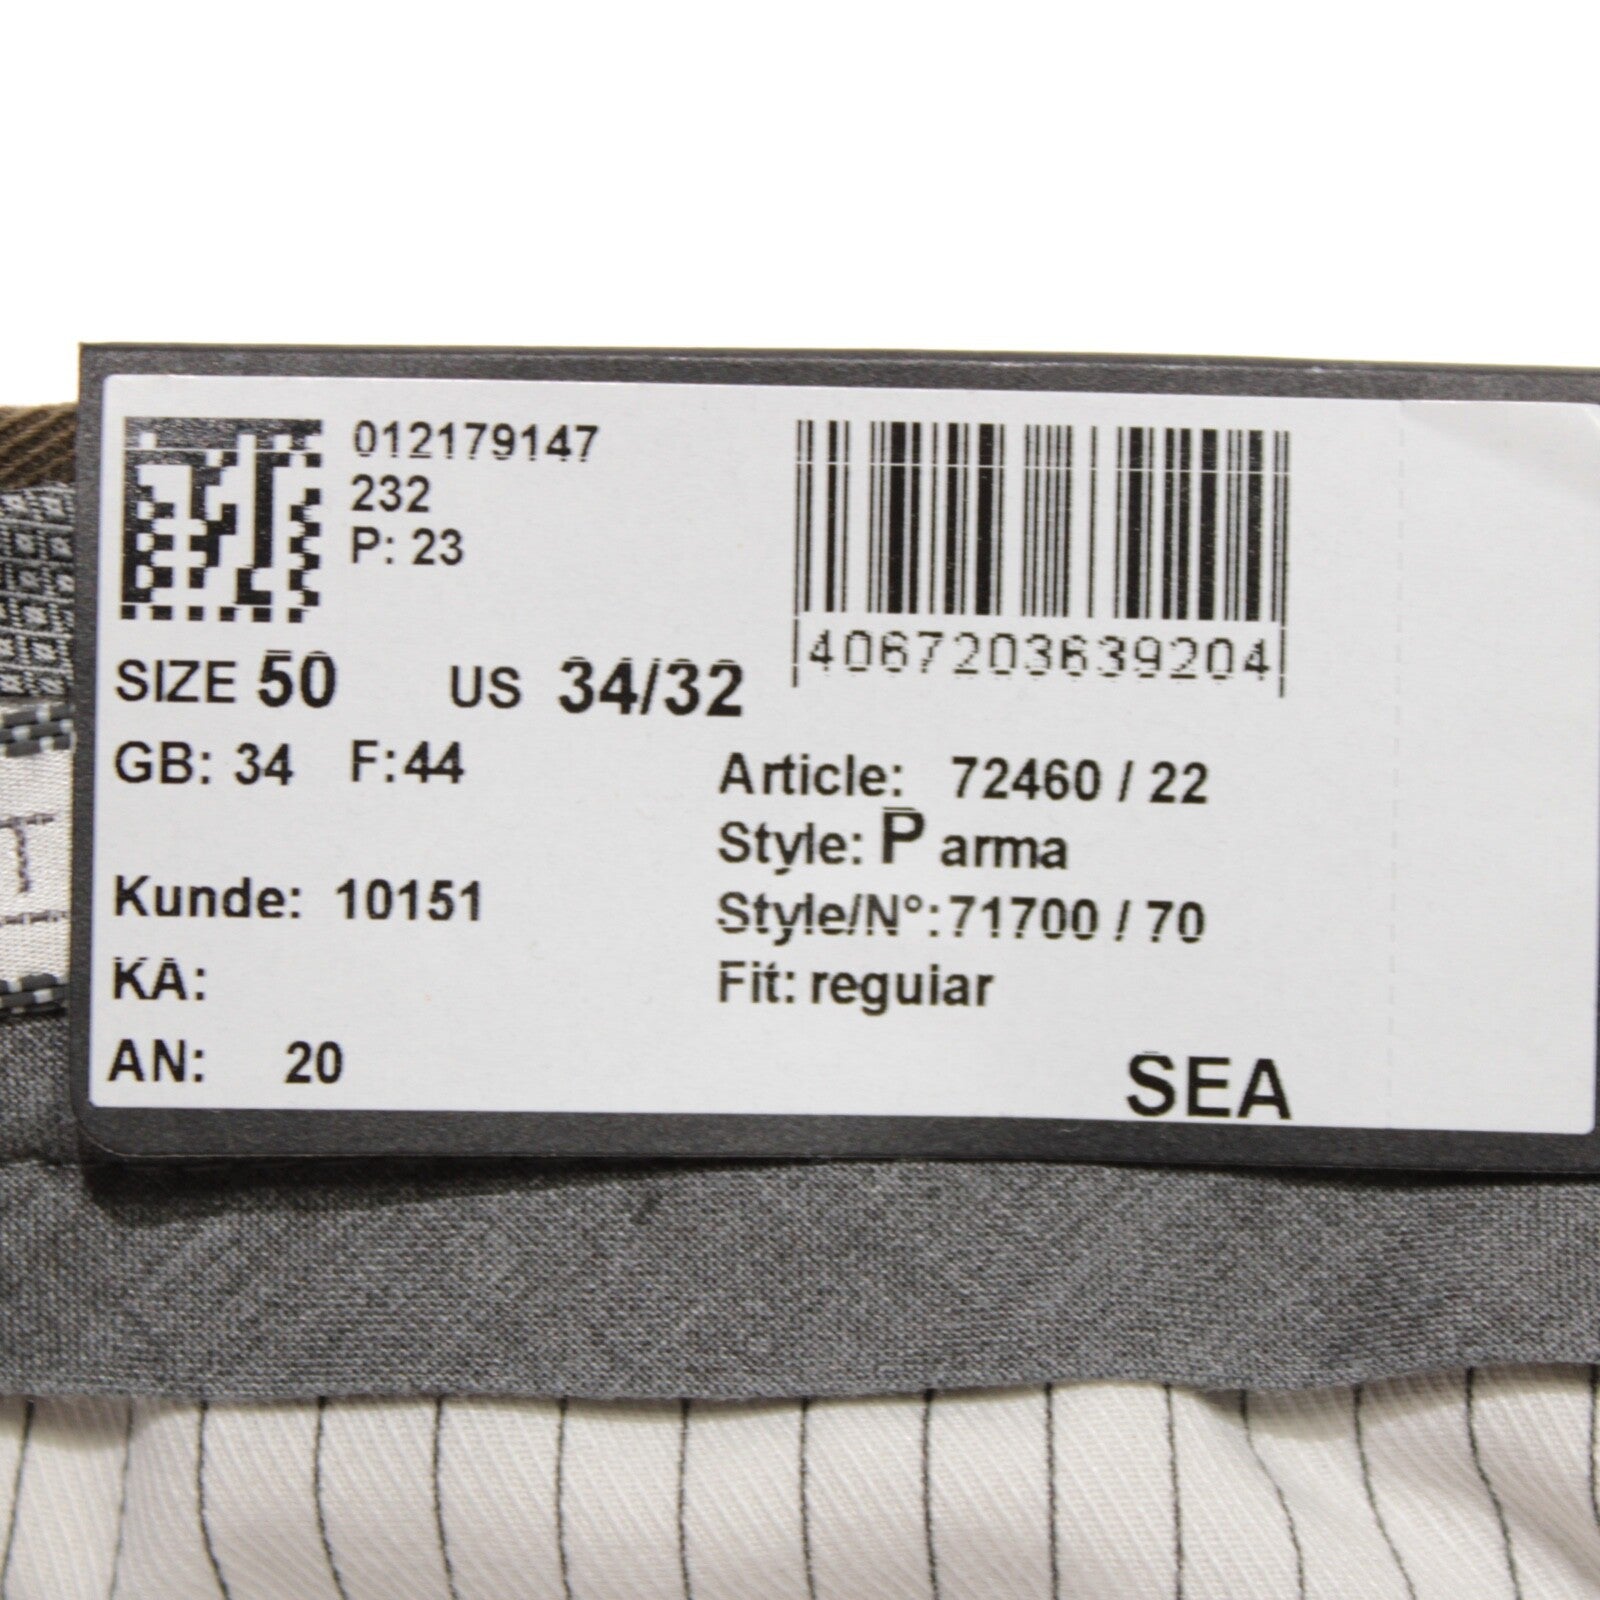 012179147
232
P: 23
4067203639204
SIZE 50 US 34/32
GB: 34 F:44
Article: 72460 / 22
Style: Parma
Style/N°:71700 / 70
Kunde: 10151
Fit: regular
KA:
AN: 20
SEA